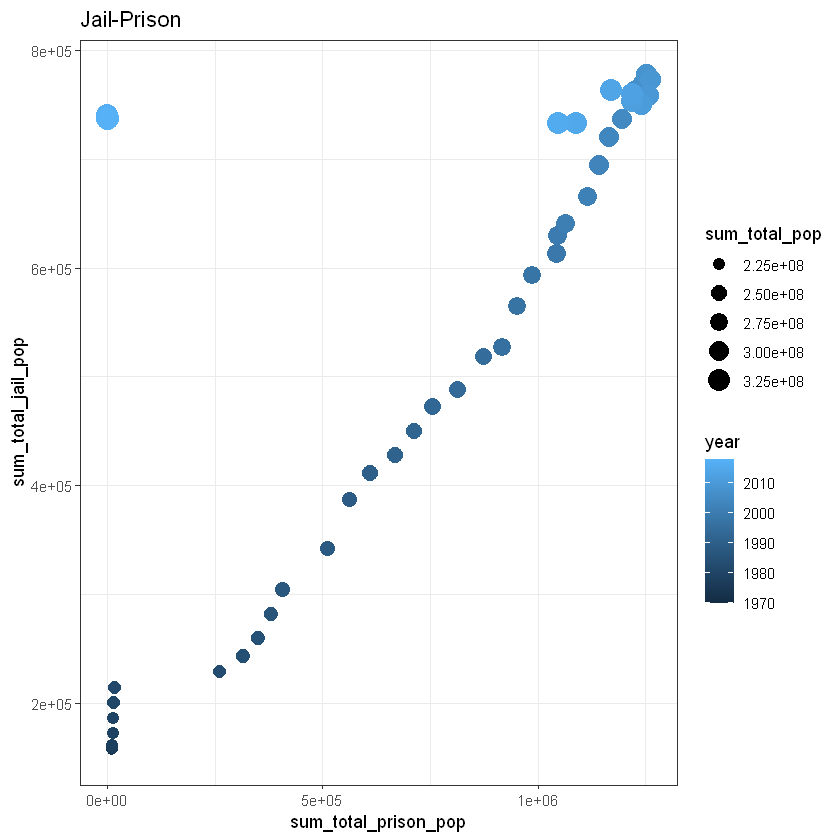 Jail-Prison
8e+05
6e+05
4e+05
2e+05
sum_total_jail_pop
0e+00
5e+05
1e+06
sum_total_prison_pop
sum_total_pop
2.25e+08
2.50e+08
2.75e+08
3.00e+08
3.25e+08
year
2010
2000
1990
1980
1970